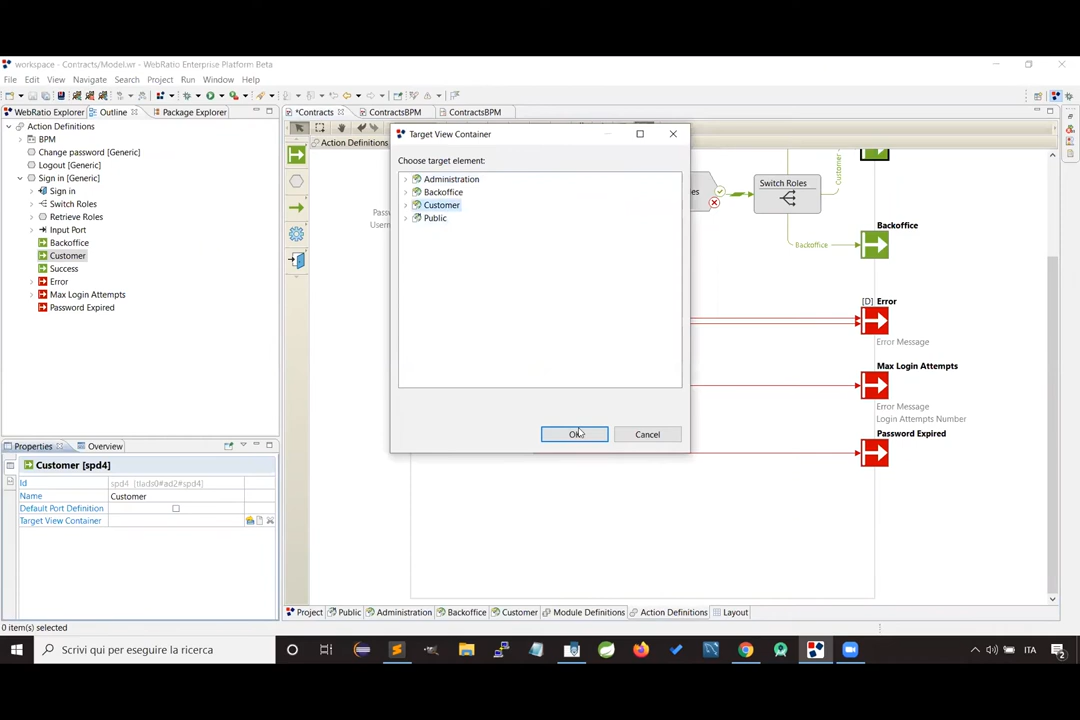 workspace - Contracts/Model.wr - WebRatio Enterprise Platform Beta
File Edit View Navigate Search Project Run Window Help
WebRatio Explorer Outline Package Explorer
Action Definitions
BPM
Change password [Generic]
Logout [Generic]
Sign in [Generic]
Sign in
Switch Roles
Retrieve Roles
Input Port
Backoffice
Customer
Success
Error
Max Login Attempts
Password Expired
*Contracts ContractsBPM ContractsBPM
Action Definitions
Target View Container
Choose target element:
Administration
Backoffice
Customer
Public
Cancel
Switch Roles
Customer
Backoffice
Backoffice
[D] Error
Error Message
Max Login Attempts
Error Message
Login Attempts Number
Password Expired
Properties Overview
Customer [spd4]
Id spd4 [tlads0#ad2#spd4]
Name Customer
Default Port Definition
Target View Container
Project Public Administration Backoffice Customer Module Definitions Action Definitions Layout
0 item(s) selected
Scrivi qui per eseguire la ricerca
ITA
2